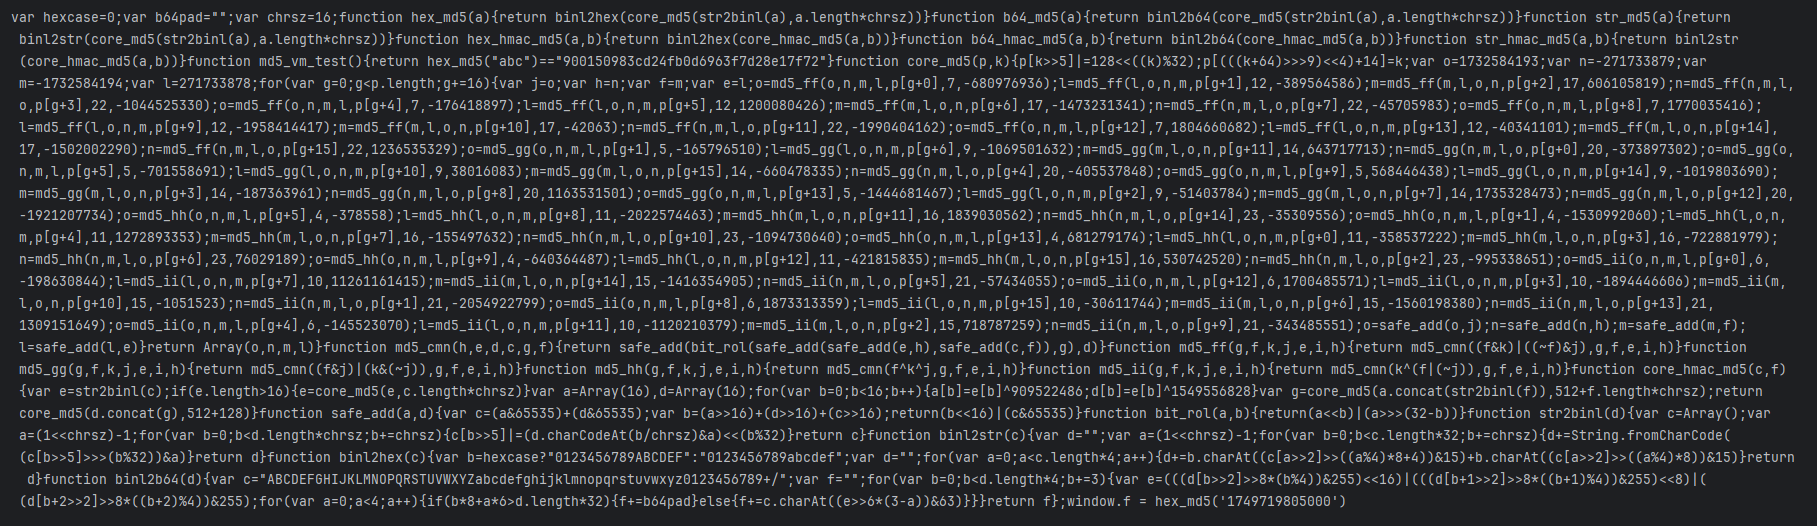 var hexcase=0;var b64pad="";var chrsz=16;function hex_md5(a){return binl2hex(core_md5(str2binl(a),a.length*chrsz))}function b64_md5(a){return binl2b64(core_md5(str2binl(a),a.length*chrsz))}function str_md5(a){return
binl2str(core_md5(str2binl(a),a.length*chrsz))}function hex_hmac_md5(a,b){return binl2hex(core_hmac_md5(a,b))}function b64_hmac_md5(a,b){return binl2b64(core_hmac_md5(a,b))}function str_hmac_md5(a,b){return binl2str
(core_hmac_md5(a,b))}function md5_vm_test(){return hex_md5("abc")=="900150983cd24fb0d6963f7d28e17f72"}function core_md5(p,k){p[k>>5]|=128<<((k)%32);p[(((k+64)>>>9)<<4)+14]=k;var o=1732584193;var n=-271733879;var
m=-1732584194;var l=271733878;for(var g=0;g<p.length;g+=16){var j=o;var h=n;var f=m;var e=l;o=md5_ff(o,n,m,l,p[g+0],7,-680976936);l=md5_ff(l,o,n,m,p[g+1],12,-389564586);m=md5_ff(m,l,o,n,p[g+2],17,606105819);n=md5_ff(n,m,l,
o,p[g+3],22,-1044525330);o=md5_ff(o,n,m,l,p[g+4],7,-176418897);l=md5_ff(l,o,n,m,p[g+5],12,1200080426);m=md5_ff(m,l,o,n,p[g+6],17,-1473231341);n=md5_ff(n,m,l,o,p[g+7],22,-45705983);o=md5_ff(o,n,m,l,p[g+8],7,1770035416);
l=md5_ff(l,o,n,m,p[g+9],12,-1958414417);m=md5_ff(m,l,o,n,p[g+10],17,-42063);n=md5_ff(n,m,l,o,p[g+11],22,-1990404162);o=md5_ff(o,n,m,l,p[g+12],7,1804660682);l=md5_ff(l,o,n,m,p[g+13],12,-40341101);m=md5_ff(m,l,o,n,p[g+14],
17,-1502002290);n=md5_ff(n,m,l,o,p[g+15],22,1236535329);o=md5_gg(o,n,m,l,p[g+1],5,-165796510);l=md5_gg(l,o,n,m,p[g+6],9,-1069501632);m=md5_gg(m,l,o,n,p[g+11],14,643717713);n=md5_gg(n,m,l,o,p[g+0],20,-373897302);o=md5_gg(o,
n,m,l,p[g+5],5,-701558691);l=md5_gg(l,o,n,m,p[g+10],9,38016083);m=md5_gg(m,l,o,n,p[g+15],14,-660478335);n=md5_gg(n,m,l,o,p[g+4],20,-405537848);o=md5_gg(o,n,m,l,p[g+9],5,568446438);l=md5_gg(l,o,n,m,p[g+14],9,-1019803690);
m=md5_gg(m,l,o,n,p[g+3],14,-187363961);n=md5_gg(n,m,l,o,p[g+8],20,1163531501);o=md5_gg(o,n,m,l,p[g+13],5,-1444681467);l=md5_gg(l,o,n,m,p[g+2],9,-51403784);m=md5_gg(m,l,o,n,p[g+7],14,1735328473);n=md5_gg(n,m,l,o,p[g+12],20,
-1921207734);o=md5_hh(o,n,m,l,p[g+5],4,-378558);l=md5_hh(l,o,n,m,p[g+8],11,-2022574463);m=md5_hh(m,l,o,n,p[g+11],16,1839030562);n=md5_hh(n,m,l,o,p[g+14],23,-35309556);o=md5_hh(o,n,m,l,p[g+1],4,-1530992060);l=md5_hh(l,o,n,
m,p[g+4],11,1272893353);m=md5_hh(m,l,o,n,p[g+7],16,-155497632);n=md5_hh(n,m,l,o,p[g+10],23,-1094730640);o=md5_hh(o,n,m,l,p[g+13],4,681279174);l=md5_hh(l,o,n,m,p[g+0],11,-358537222);m=md5_hh(m,l,o,n,p[g+3],16,-722881979);
n=md5_hh(n,m,l,o,p[g+6],23,76029189);o=md5_hh(o,n,m,l,p[g+9],4,-640364487);l=md5_hh(l,o,n,m,p[g+12],11,-421815835);m=md5_hh(m,l,o,n,p[g+15],16,530742520);n=md5_hh(n,m,l,o,p[g+2],23,-995338651);o=md5_ii(o,n,m,l,p[g+0],6,
-198630844);l=md5_ii(l,o,n,m,p[g+7],10,11261161415);m=md5_ii(m,l,o,n,p[g+14],15,-1416354905);n=md5_ii(n,m,l,o,p[g+5],21,-57434055);o=md5_ii(o,n,m,l,p[g+12],6,1700485571);l=md5_ii(l,o,n,m,p[g+3],10,-1894446606);m=md5_ii(m,
l,o,n,p[g+10],15,-1051523);n=md5_ii(n,m,l,o,p[g+1],21,-2054922799);o=md5_ii(o,n,m,l,p[g+8],6,1873313359);l=md5_ii(l,o,n,m,p[g+15],10,-30611744);m=md5_ii(m,l,o,n,p[g+6],15,-1560198380);n=md5_ii(n,m,l,o,p[g+13],21,
1309151649);o=md5_ii(o,n,m,l,p[g+4],6,-145523070);l=md5_ii(l,o,n,m,p[g+11],10,-1120210379);m=md5_ii(m,l,o,n,p[g+2],15,718787259);n=md5_ii(n,m,l,o,p[g+9],21,-343485551);o=safe_add(o,j);n=safe_add(n,h);m=safe_add(m,f);
l=safe_add(l,e)}return Array(o,n,m,l)}function md5_cmn(h,e,d,c,g,f){return safe_add(bit_rol(safe_add(safe_add(e,h),safe_add(c,f)),g),d)}function md5_ff(g,f,k,j,e,i,h){return md5_cmn((f&k)|((~f)&j),g,f,e,i,h)}function
md5_gg(g,f,k,j,e,i,h){return md5_cmn((f&j)|(k&(~j)),g,f,e,i,h)}function md5_hh(g,f,k,j,e,i,h){return md5_cmn(f^k^j,g,f,e,i,h)}function md5_ii(g,f,k,j,e,i,h){return md5_cmn(k^(f|(~j)),g,f,e,i,h)}function core_hmac_md5(c,f)
{var e=str2binl(c);if(e.length>16){e=core_md5(e,c.length*chrsz)}var a=Array(16),d=Array(16);for(var b=0;b<16;b++){a[b]=e[b]^909522486;d[b]=e[b]^1549556828}var g=core_md5(a.concat(str2binl(f)),512+f.length*chrsz);return
core_md5(d.concat(g),512+128)}function safe_add(a,d){var c=(a&65535)+(d&65535);var b=(a>>16)+(d>>16)+(c>>16);return(b<<16)|(c&65535)}function bit_rol(a,b){return(a<<b)|(a>>>(32-b))}function str2binl(d){var c=Array();var
a=(1<<chrsz)-1;for(var b=0;b<d.length*chrsz;b+=chrsz){c[b>>5]|=(d.charCodeAt(b/chrsz)&a)<<(b%32)}return c}function binl2str(c){var d="";var a=(1<<chrsz)-1;for(var b=0;b<c.length*32;b+=chrsz){d+=String.fromCharCode(
(c[b>>5]>>>(b%32))&a)}return d}function binl2hex(c){var b=hexcase?"0123456789ABCDEF":"0123456789abcdef";var d="";for(var a=0;a<c.length*4;a++){d+=b.charAt((c[a>>2]>>((a%4)*8+4))&15)+b.charAt((c[a>>2]>>((a%4)*8))&15)}return
d}function binl2b64(d){var c="ABCDEFGHIJKLMNOPQRSTUVWXYZabcdefghijklmnopqrstuvwxyz0123456789+/";var f="";for(var b=0;b<d.length*4;b+=3){var e=(((d[b>>2]>>8*(b%4))&255)<<16)|(((d[b+1>>2]>>8*((b+1)%4))&255)<<8)|(
(d[b+2>>2]>>8*((b+2)%4))&255);for(var a=0;a<4;a++){if(b*8+a*6>d.length*32){f+=b64pad}else{f+=c.charAt((e>>6*(3-a))&63)}}}return f};window.f = hex_md5('1749719805000')